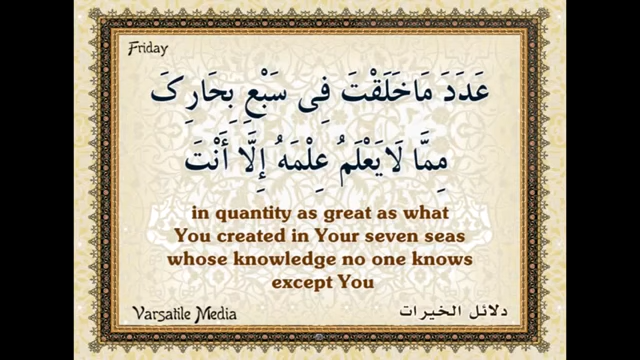 Friday
عَدَدَ مَاخَلَقْتَ فِى سَبْعِ بِحَارِكَ
مِمَّا لَايَعْلَمُ عِلْمَهُ إِلَّا أَنْتَ
in quantity as great as what
You created in Your seven seas
whose knowledge no one knows
except You
Varsatile Media
دلائل الخيرات